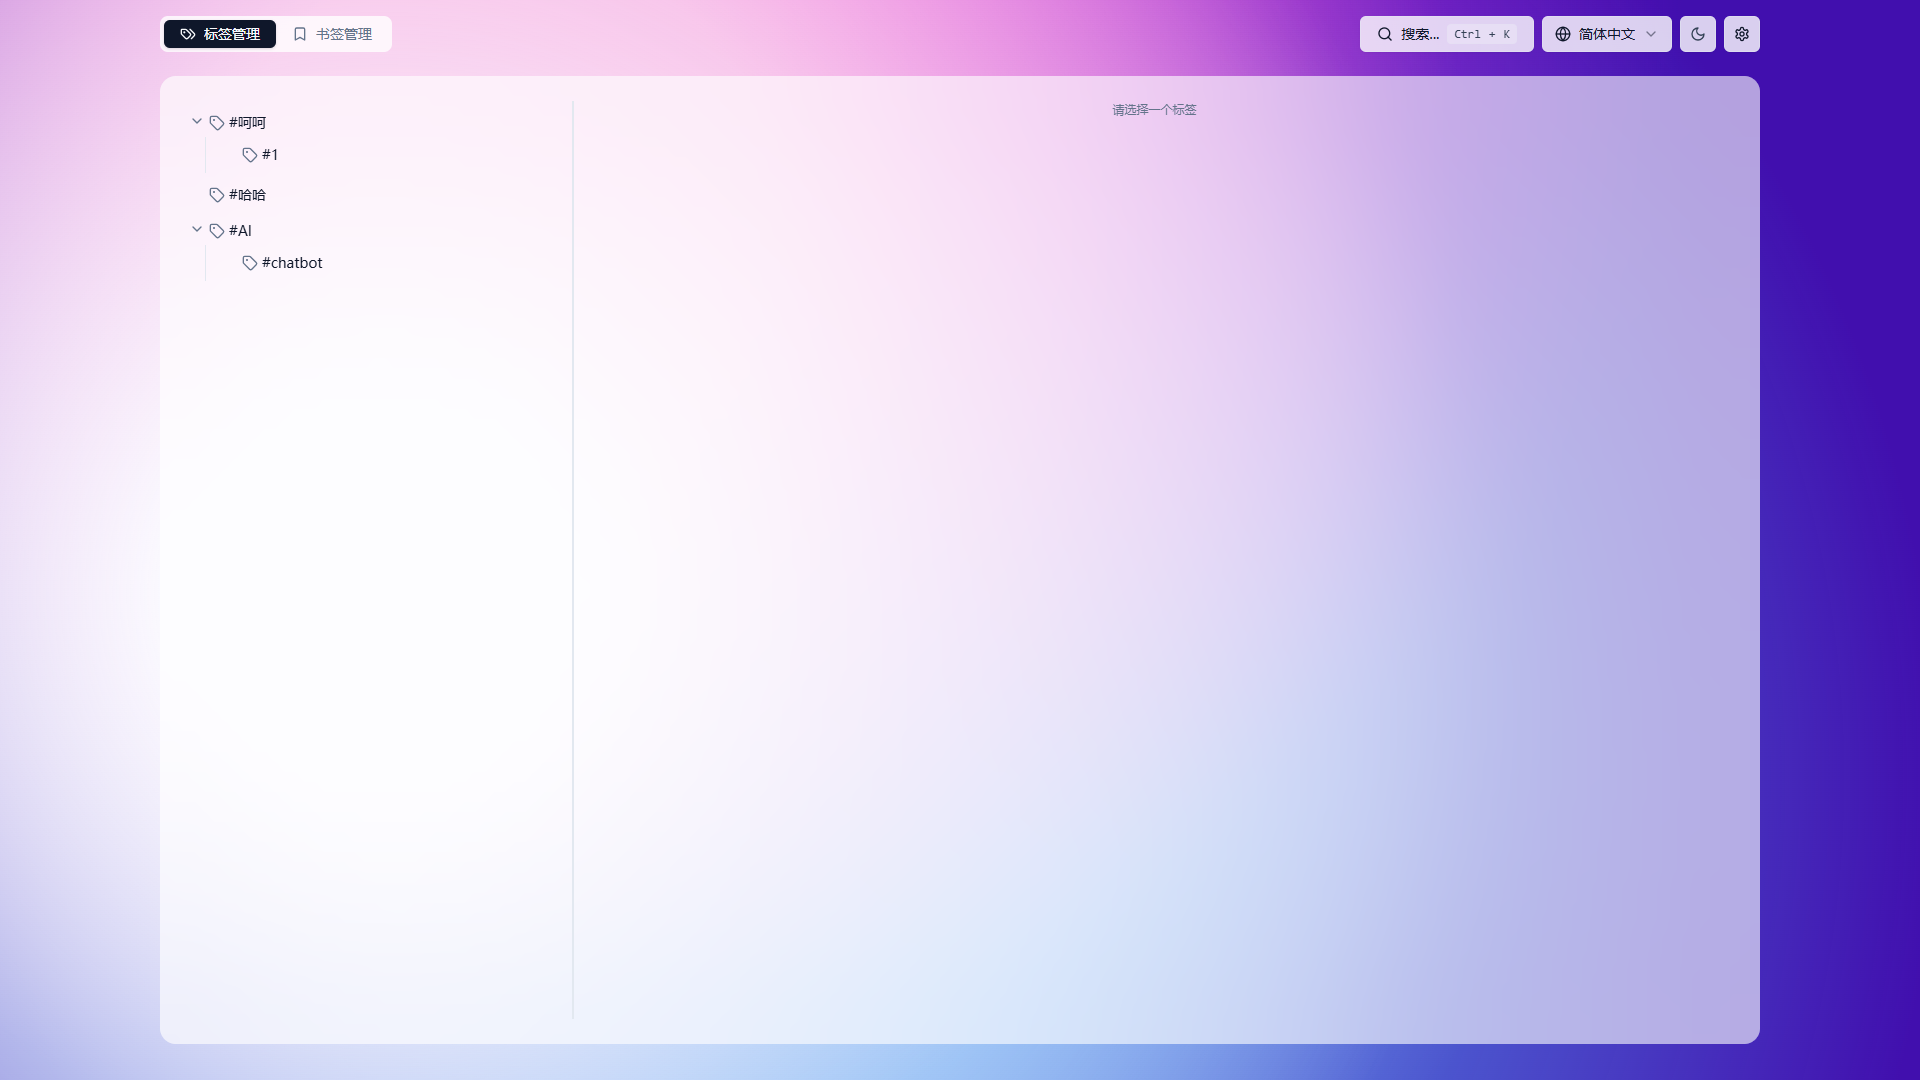 标签管理 书签管理 搜索... Ctrl + K 简体中文
#呵呵
#1
#哈哈
#AI
#chatbot
请选择一个标签